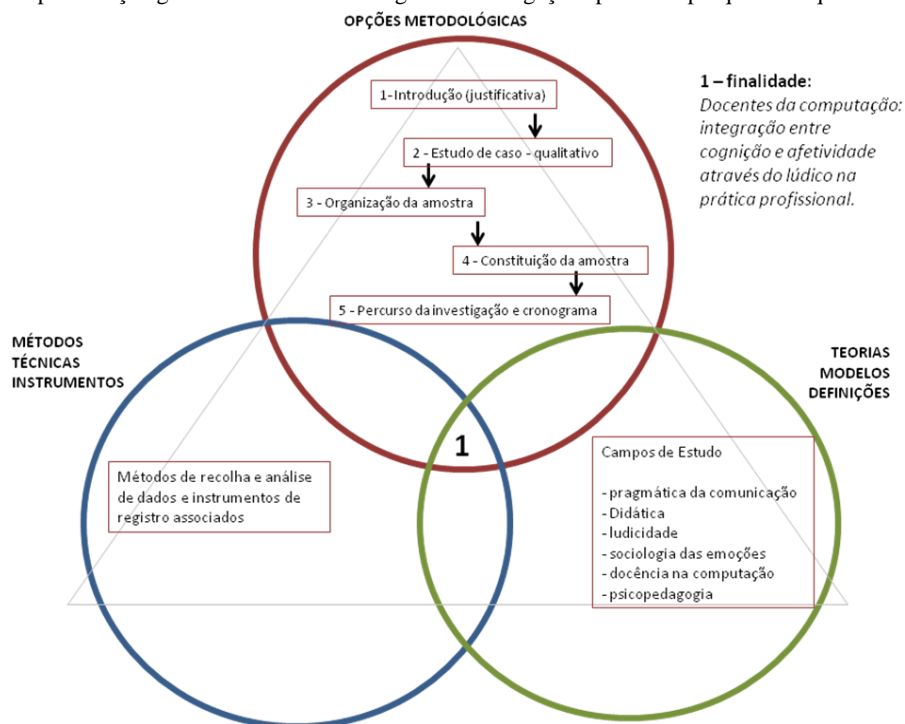 OPÇÕES METODOLÓGICAS
1-Introdução (justificativa)
2 - Estudo de caso - qualitativo
3 - Organização da amostra
4 - Constituição da amostra
5 - Percurso da investigação e cronograma
1 – finalidade:
Docentes da computação:
integração entre
cognição e afetividade
através do lúdico na
prática profissional.
MÉTODOS
TÉCNICAS
INSTRUMENTOS
TEORIAS
MODELOS
DEFINIÇÕES
1
Métodos de recolha e análise
de dados e instrumentos de
registro associados
Campos de Estudo
- pragmática da comunicação
- Didática
- ludicidade
- sociologia das emoções
- docência na computação
- psicopedagogia